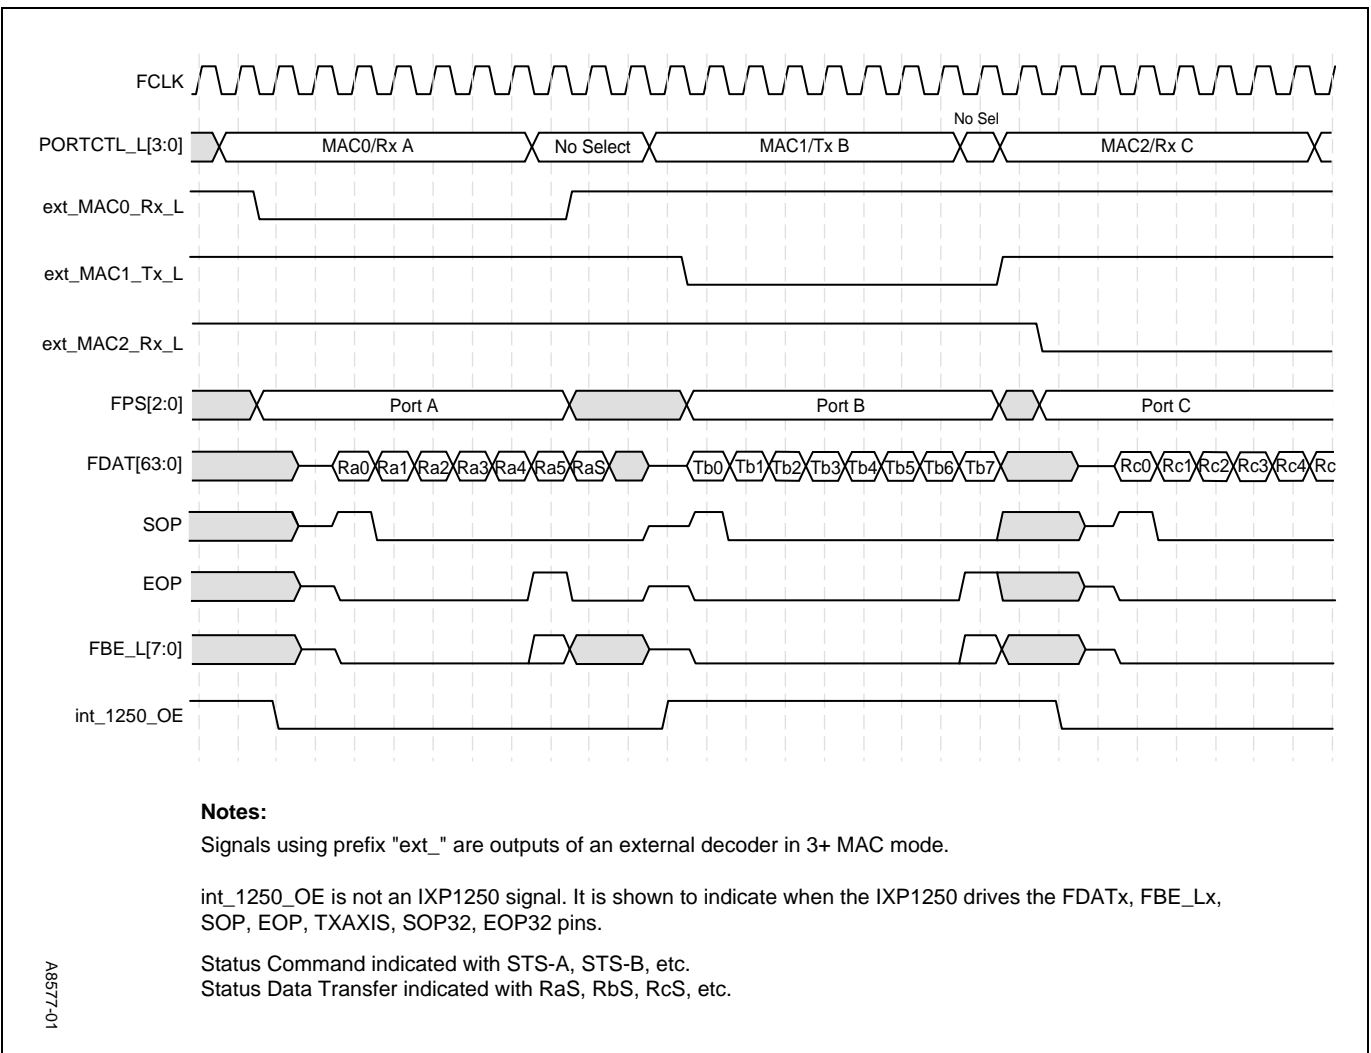 FCLK
No Sel
PORTCTL_L[3:0] MAC0/Rx A No Select MAC1/Tx B MAC2/Rx C
ext_MAC0_Rx_L
ext_MAC1_Tx_L
ext_MAC2_Rx_L
FPS[2:0] Port A Port B Port C
FDAT[63:0] Ra0 Ra1 Ra2 Ra3 Ra4 Ra5 RaS Tb0 Tb1 Tb2 Tb3 Tb4 Tb5 Tb6 Tb7 Rc0 Rc1 Rc2 Rc3 Rc4 Rc
SOP
EOP
FBE_L[7:0]
int_1250_OE
Notes:
Signals using prefix "ext_" are outputs of an external decoder in 3+ MAC mode.
int_1250_OE is not an IXP1250 signal. It is shown to indicate when the IXP1250 drives the FDATx, FBE_Lx,
SOP, EOP, TXAXIS, SOP32, EOP32 pins.
Status Command indicated with STS-A, STS-B, etc.
Status Data Transfer indicated with RaS, RbS, RcS, etc.
A8577-01